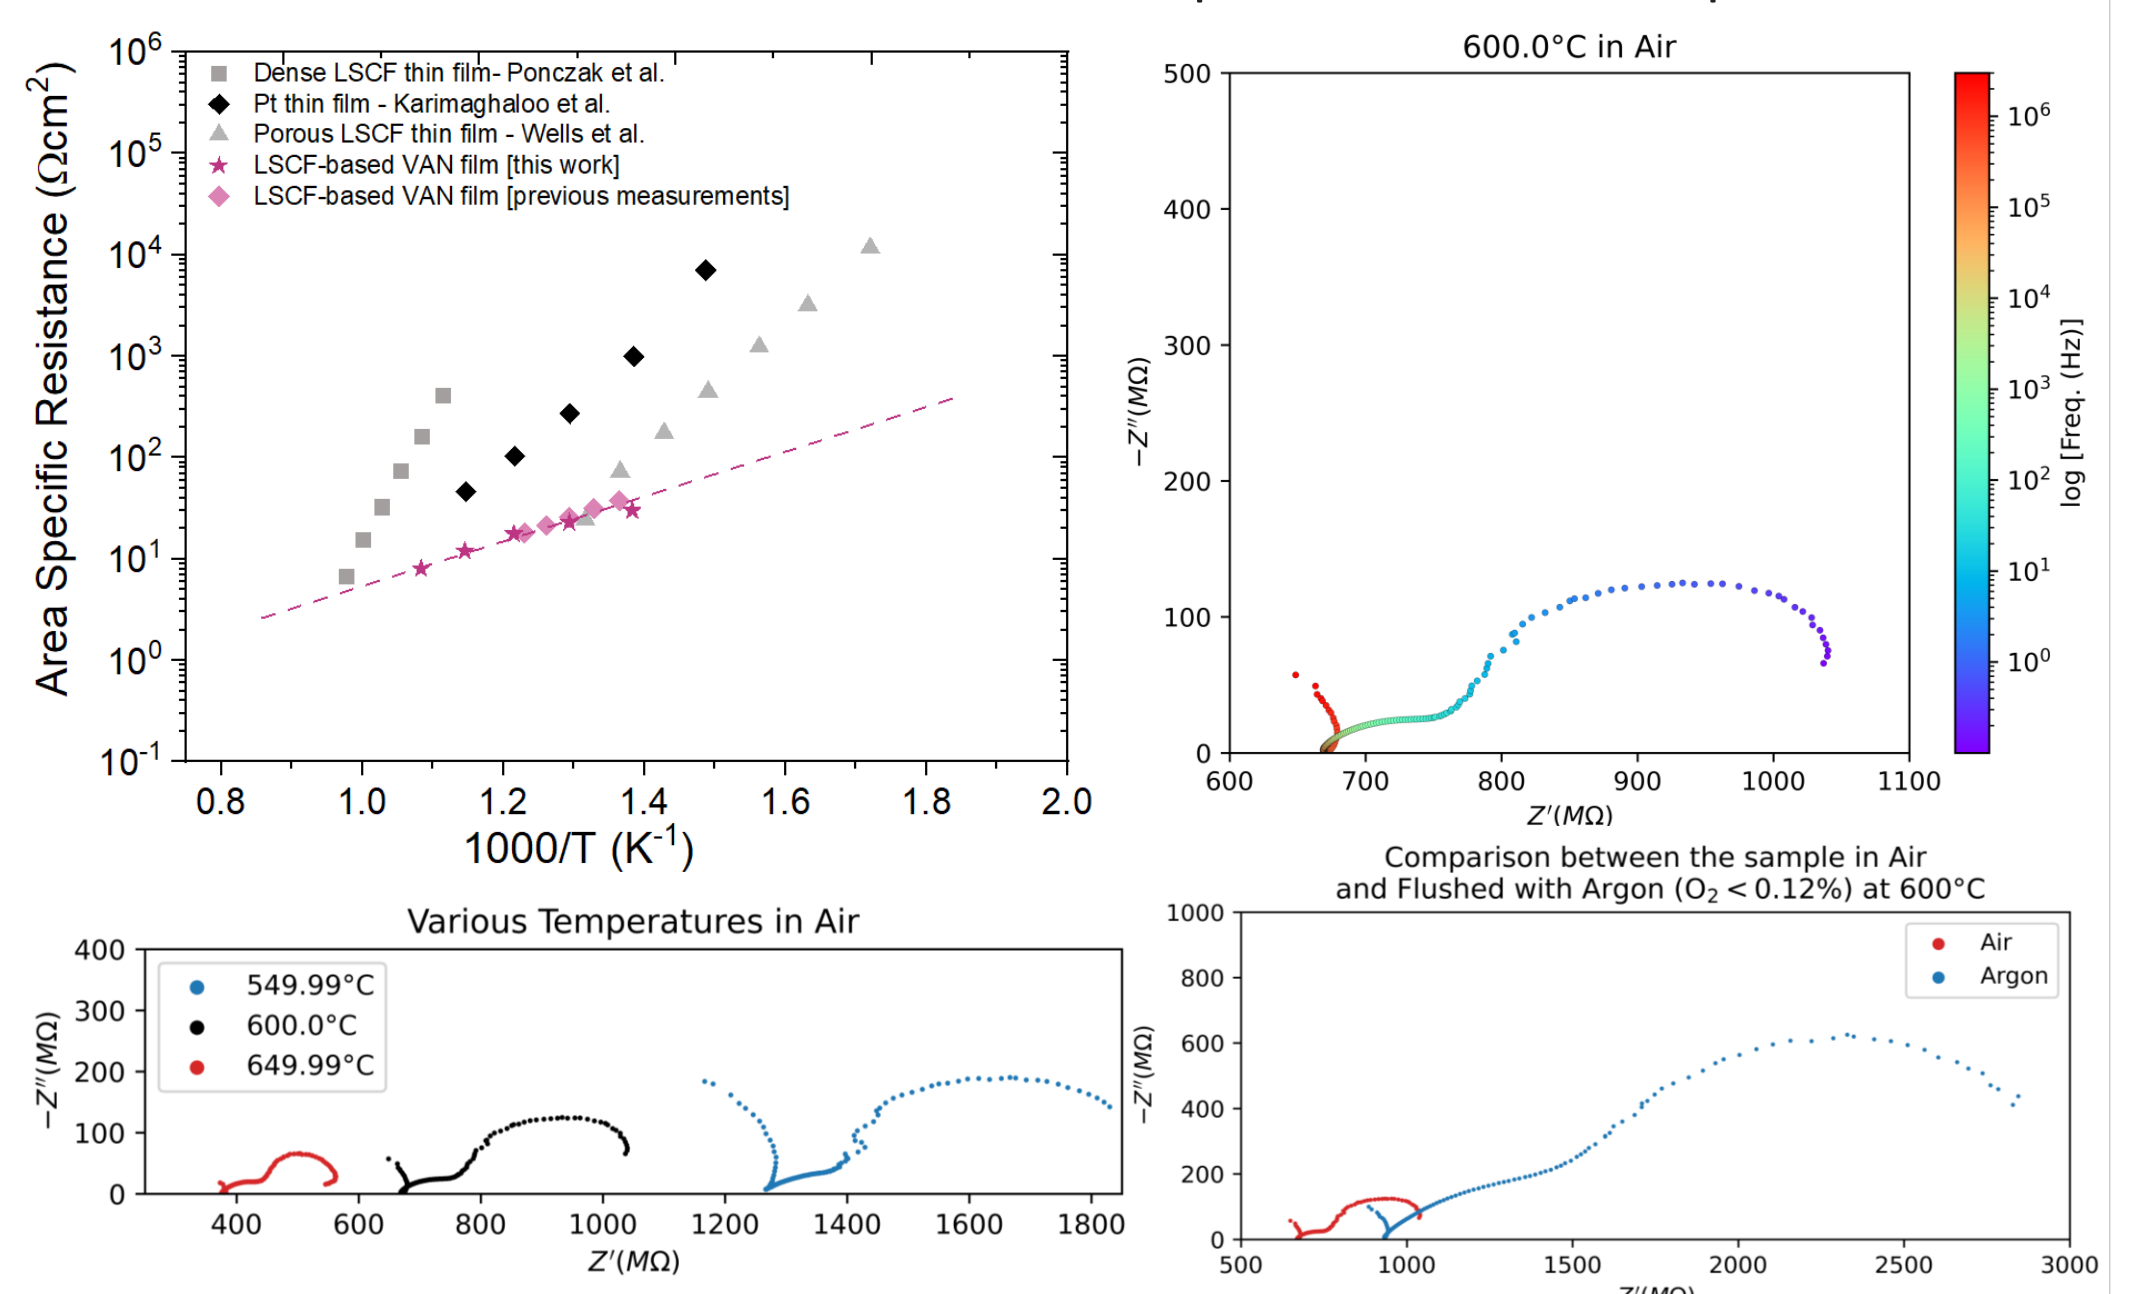 10^6
10^5
10^4
10^3
10^2
10^1
10^0
10^-1
Area Specific Resistance (Ωcm^2)
Dense LSCF thin film- Ponczak et al.
Pt thin film - Karimaghaloo et al.
Porous LSCF thin film - Wells et al.
LSCF-based VAN film [this work]
LSCF-based VAN film [previous measurements]
0.8 1.0 1.2 1.4 1.6 1.8 2.0
1000/T (K^-1)
600.0°C in Air
500
400
300
200
100
0
−Z''(MΩ)
600 700 800 900 1000 1100
Z'(MΩ)
10^6
10^5
10^4
10^3
10^2
10^1
10^0
log [Freq. (Hz)]
Various Temperatures in Air
400
300
200
100
0
−Z''(MΩ)
549.99°C
600.0°C
649.99°C
400 600 800 1000 1200 1400 1600 1800
Z'(MΩ)
Comparison between the sample in Air
and Flushed with Argon (O₂ < 0.12%) at 600°C
1000
800
600
400
200
0
−Z''(MΩ)
Air
Argon
500 1000 1500 2000 2500 3000
Z'(MΩ)